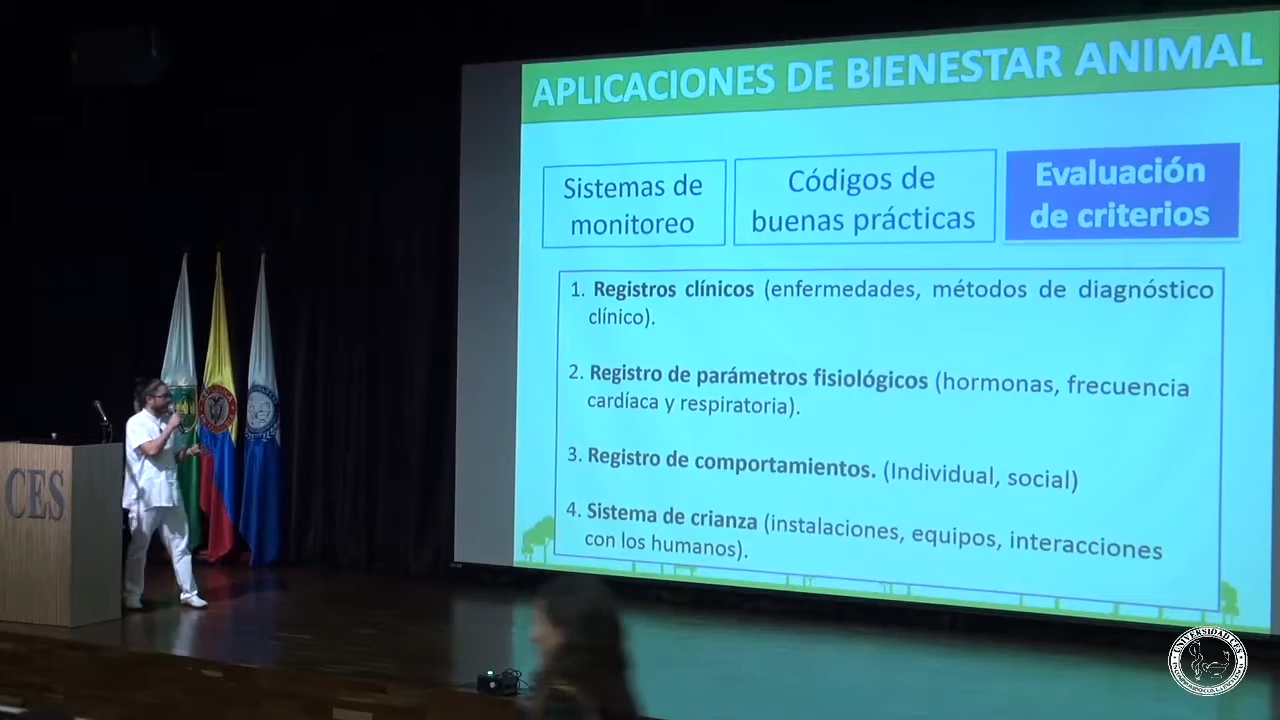 APLICACIONES DE BIENESTAR ANIMAL
Sistemas de
monitoreo
Códigos de
buenas prácticas
Evaluación
de criterios
1. Registros clínicos (enfermedades, métodos de diagnóstico
clínico).
2. Registro de parámetros fisiológicos (hormonas, frecuencia
cardíaca y respiratoria).
3. Registro de comportamientos. (Individual, social)
4. Sistema de crianza (instalaciones, equipos, interacciones
con los humanos).
CES
UNIVERSIDAD CES